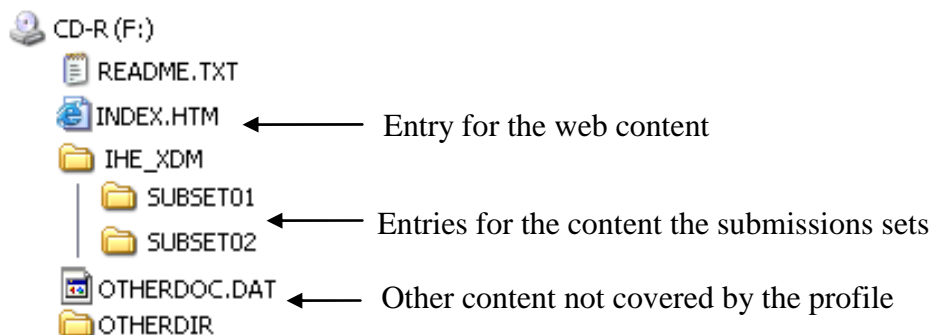 CD-R (F:)
README.TXT
INDEX.HTM Entry for the web content
IHE_XDM
SUBSET01
Entries for the content the submissions sets
SUBSET02
OTHERDOC.DAT Other content not covered by the profile
OTHERDIR